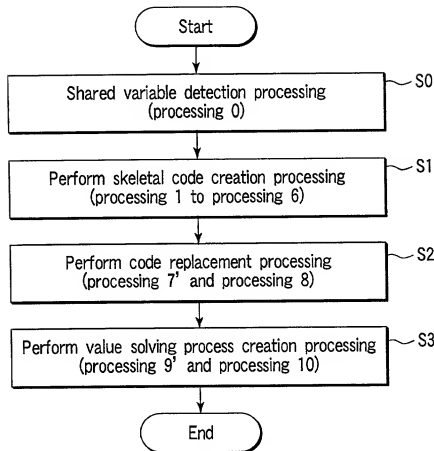 Start
Shared variable detection processing
(processing 0)
S0
Perform skeletal code creation processing
(processing 1 to processing 6)
S1
Perform code replacement processing
(processing 7' and processing 8)
S2
Perform value solving process creation processing
(processing 9' and processing 10)
S3
End